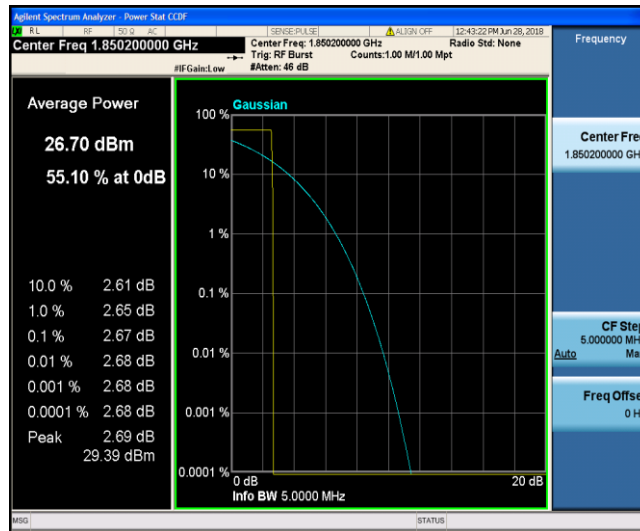 Agilent Spectrum Analyzer - Power Stat CCDF
RL RF 50 Ω AC SENSE:PULSE ALIGN OFF 12:43:22 PM Jun 28, 2018
Center Freq 1.850200000 GHz
Center Freq: 1.850200000 GHz Radio Std: None
Trig: RF Burst Counts:1.00 M/1.00 Mpt
#IFGain:Low #Atten: 46 dB
Frequency
Average Power
26.70 dBm
55.10 % at 0dB
10.0 % 2.61 dB
1.0 % 2.65 dB
0.1 % 2.67 dB
0.01 % 2.68 dB
0.001 % 2.68 dB
0.0001 % 2.68 dB
Peak 2.69 dB
29.39 dBm
Gaussian
100 %
10 %
1 %
0.1 %
0.01 %
0.001 %
0.0001 %
0 dB 20 dB
Info BW 5.0000 MHz
Center Fre
1.850200000 GH
CF Step
5.000000 MH
Auto Ma
Freq Offse
0 H
MSG STATUS